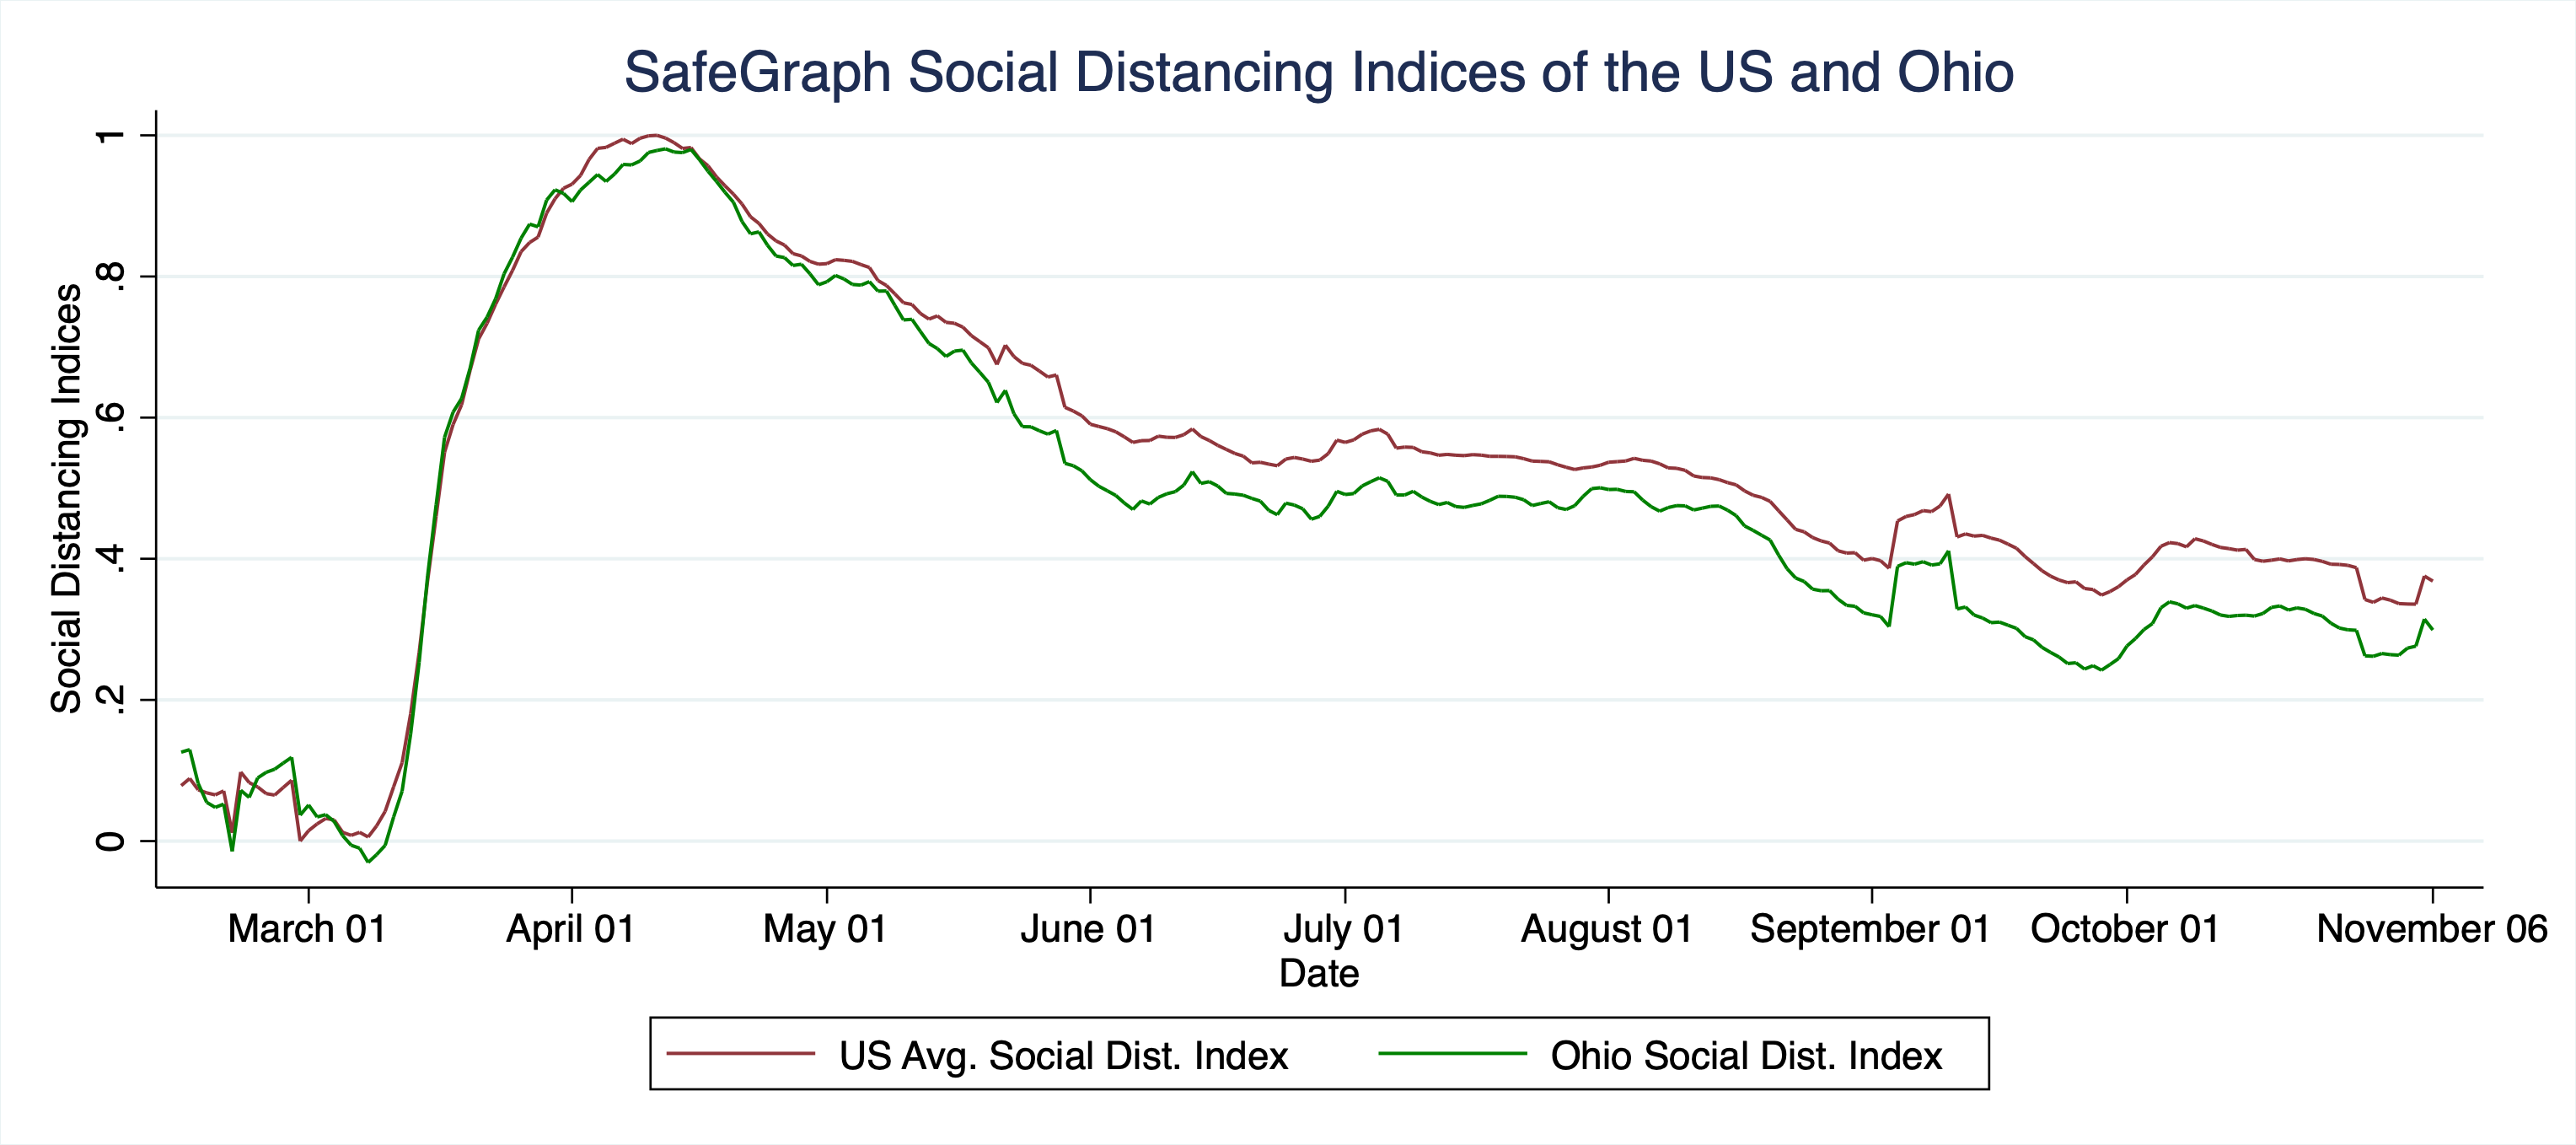 SafeGraph Social Distancing Indices of the US and Ohio
Social Distancing Indices
1
.8
.6
.4
.2
0
March 01 April 01 May 01 June 01 July 01 August 01 September 01 October 01 November 06
Date
US Avg. Social Dist. Index Ohio Social Dist. Index